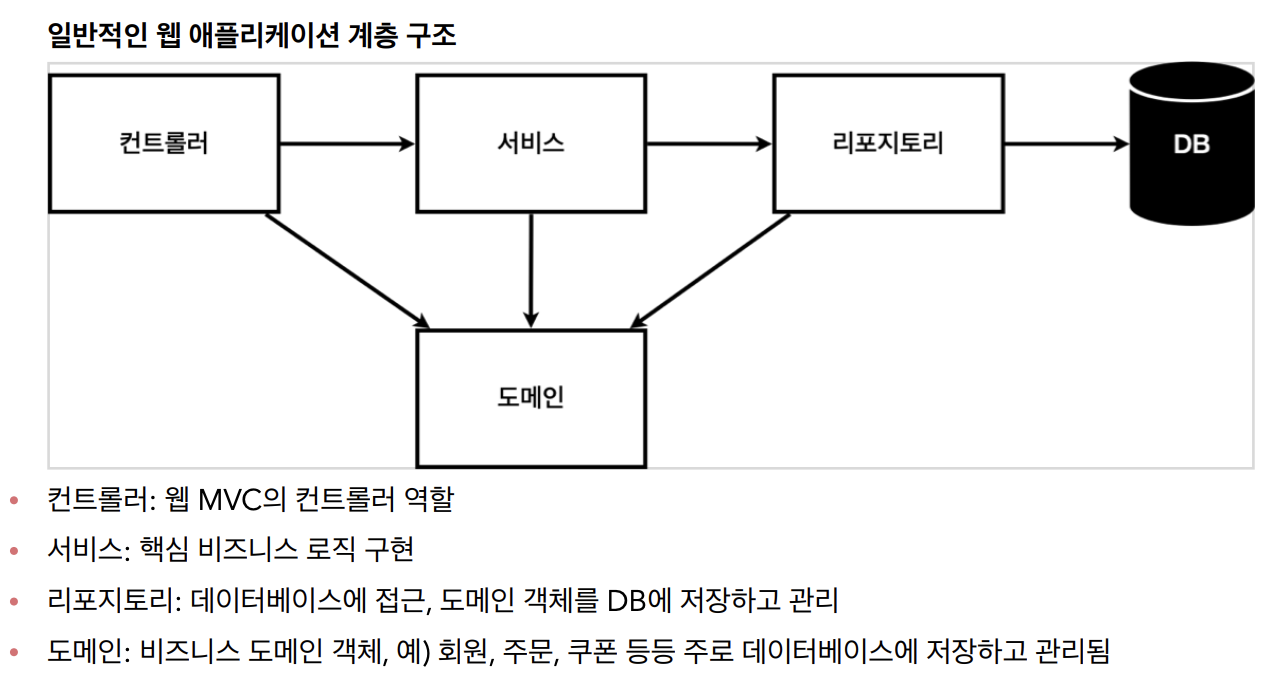 일반적인 웹 애플리케이션 계층 구조
컨트롤러
서비스
리포지토리
DB
도메인
컨트롤러: 웹 MVC의 컨트롤러 역할
서비스: 핵심 비즈니스 로직 구현
리포지토리: 데이터베이스에 접근, 도메인 객체를 DB에 저장하고 관리
도메인: 비즈니스 도메인 객체, 예) 회원, 주문, 쿠폰 등등 주로 데이터베이스에 저장하고 관리됨